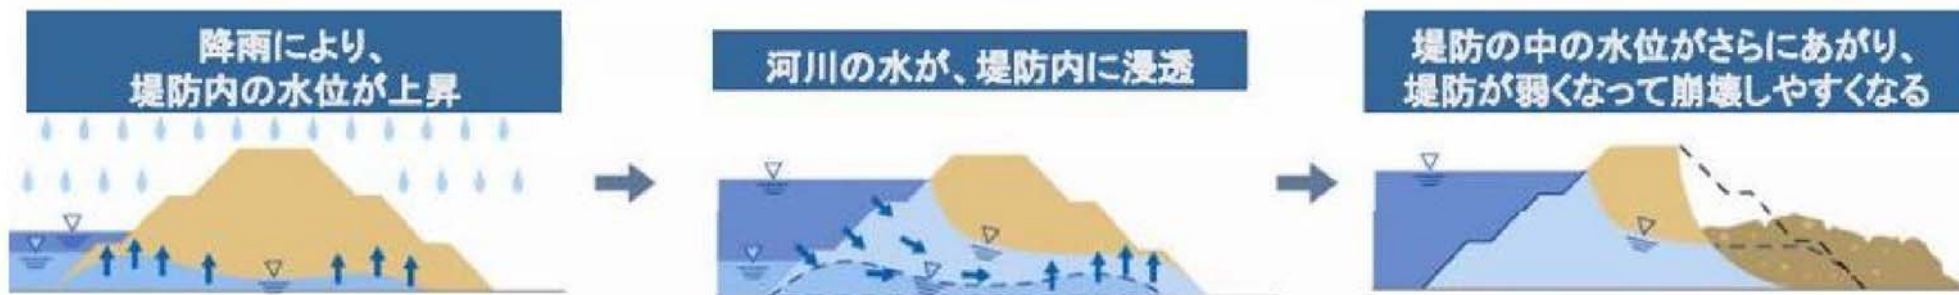 降雨により、
堤防内の水位が上昇
河川の水が、堤防内に浸透
堤防の中の水位がさらにあがり、
堤防が弱くなって崩壊しやすくなる